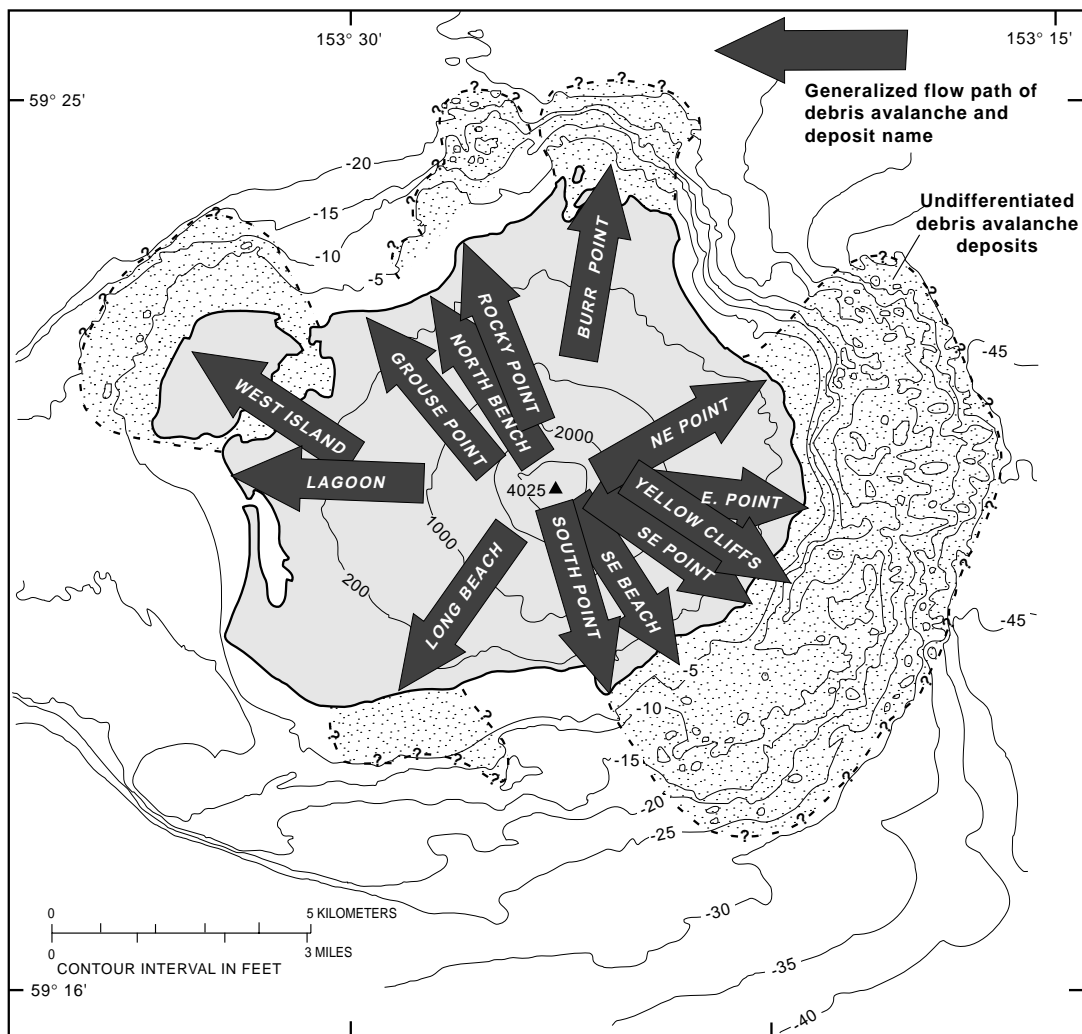 153° 30'
153° 15'
59° 25'
Generalized flow path of
debris avalanche and
deposit name
Undifferentiated
debris avalanche
deposits
-20
-15
-10
-5
BURR POINT
ROCKY POINT
NORTH BENCH
GROUSE POINT
WEST ISLAND
LAGOON
NE POINT
E. POINT
YELLOW CLIFFS
SE POINT
SE BEACH
SOUTH POINT
LONG BEACH
2000
4025
1000
200
-45
-45
-5
-10
-15
-20
-25
-30
-35
-40
0
5 KILOMETERS
0
3 MILES
CONTOUR INTERVAL IN FEET
59° 16'
? ? ? ? ? ? ? ? ? ? ? ? ? ? ? ? ? ? ? ? ? ? ? ? ? ? ? ? ? ? ? ? ? ? ? ? ? ? ? ?